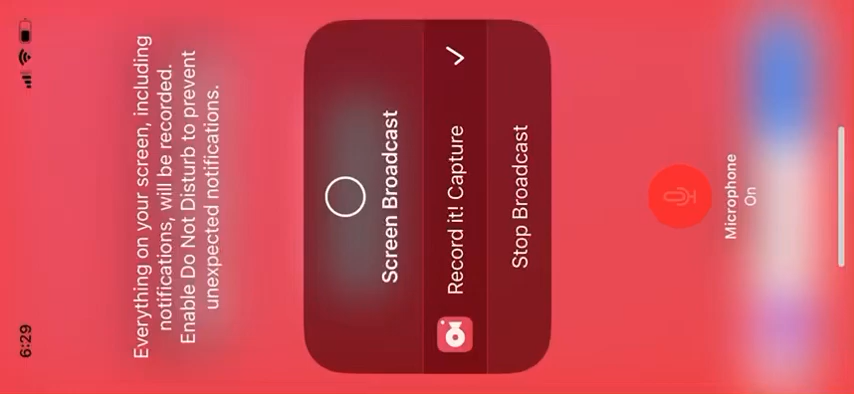 6:29
Everything on your screen, including
notifications, will be recorded.
Enable Do Not Disturb to prevent
unexpected notifications.
Screen Broadcast
Record it! Capture
Stop Broadcast
Microphone
On